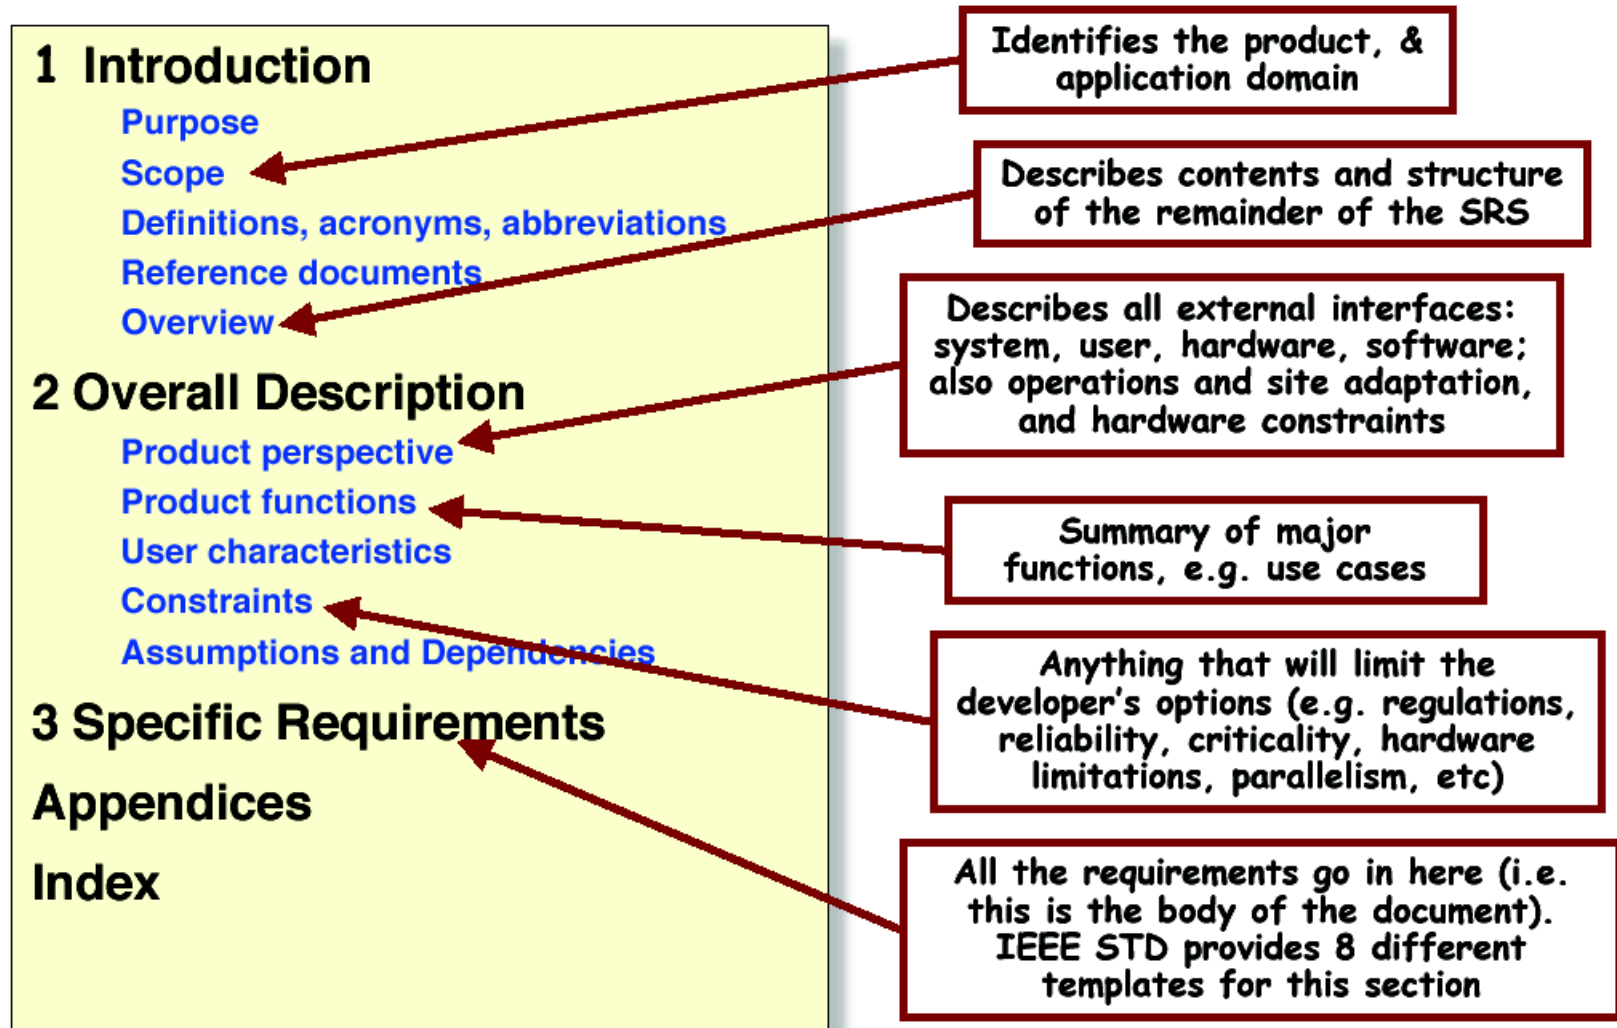 1 Introduction
Purpose
Scope
Definitions, acronyms, abbreviations
Reference documents
Overview
2 Overall Description
Product perspective
Product functions
User characteristics
Constraints
Assumptions and Dependencies
3 Specific Requirements
Appendices
Index
Identifies the product, &
application domain
Describes contents and structure
of the remainder of the SRS
Describes all external interfaces:
system, user, hardware, software;
also operations and site adaptation,
and hardware constraints
Summary of major
functions, e.g. use cases
Anything that will limit the
developer's options (e.g. regulations,
reliability, criticality, hardware
limitations, parallelism, etc)
All the requirements go in here (i.e.
this is the body of the document).
IEEE STD provides 8 different
templates for this section